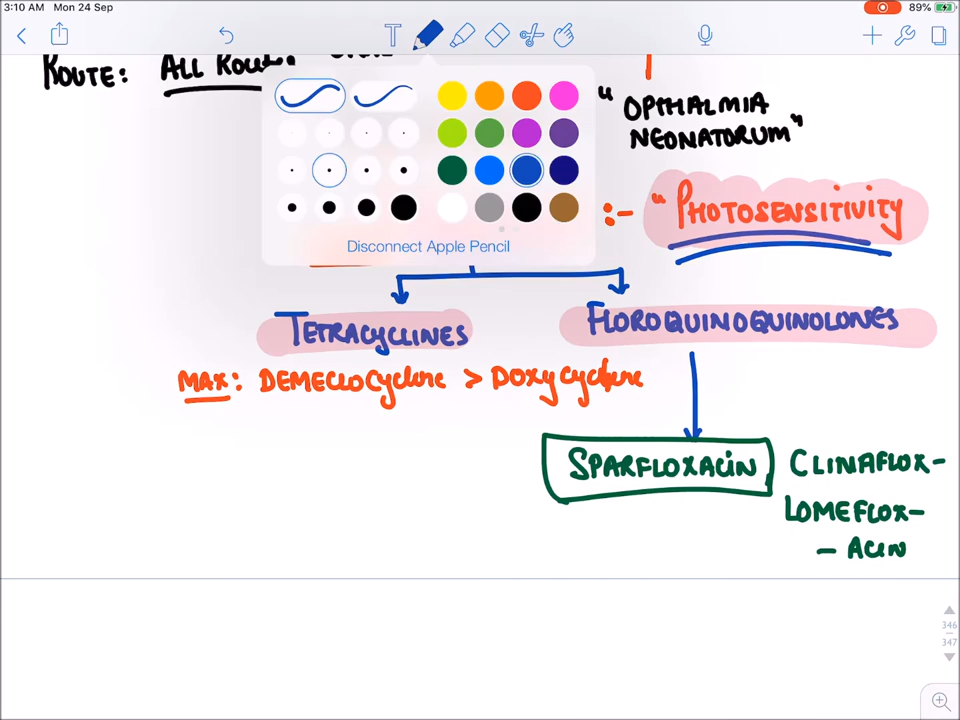 3:10 AM Mon 24 Sep
89%
T
ROUTE: ALL
"OPTHALMIA
NEONATORUM"
:- "PHOTOSENSITIVITY
Disconnect Apple Pencil
TETRACYCLINES
FLOROQUINOQUINOLONES
MAX: DEMECLOCYCLINE > DOXYCYCLINE
SPARFLOXACIN
CLINAFLOX-
LOMEFLOX-
- ACIN
346
347